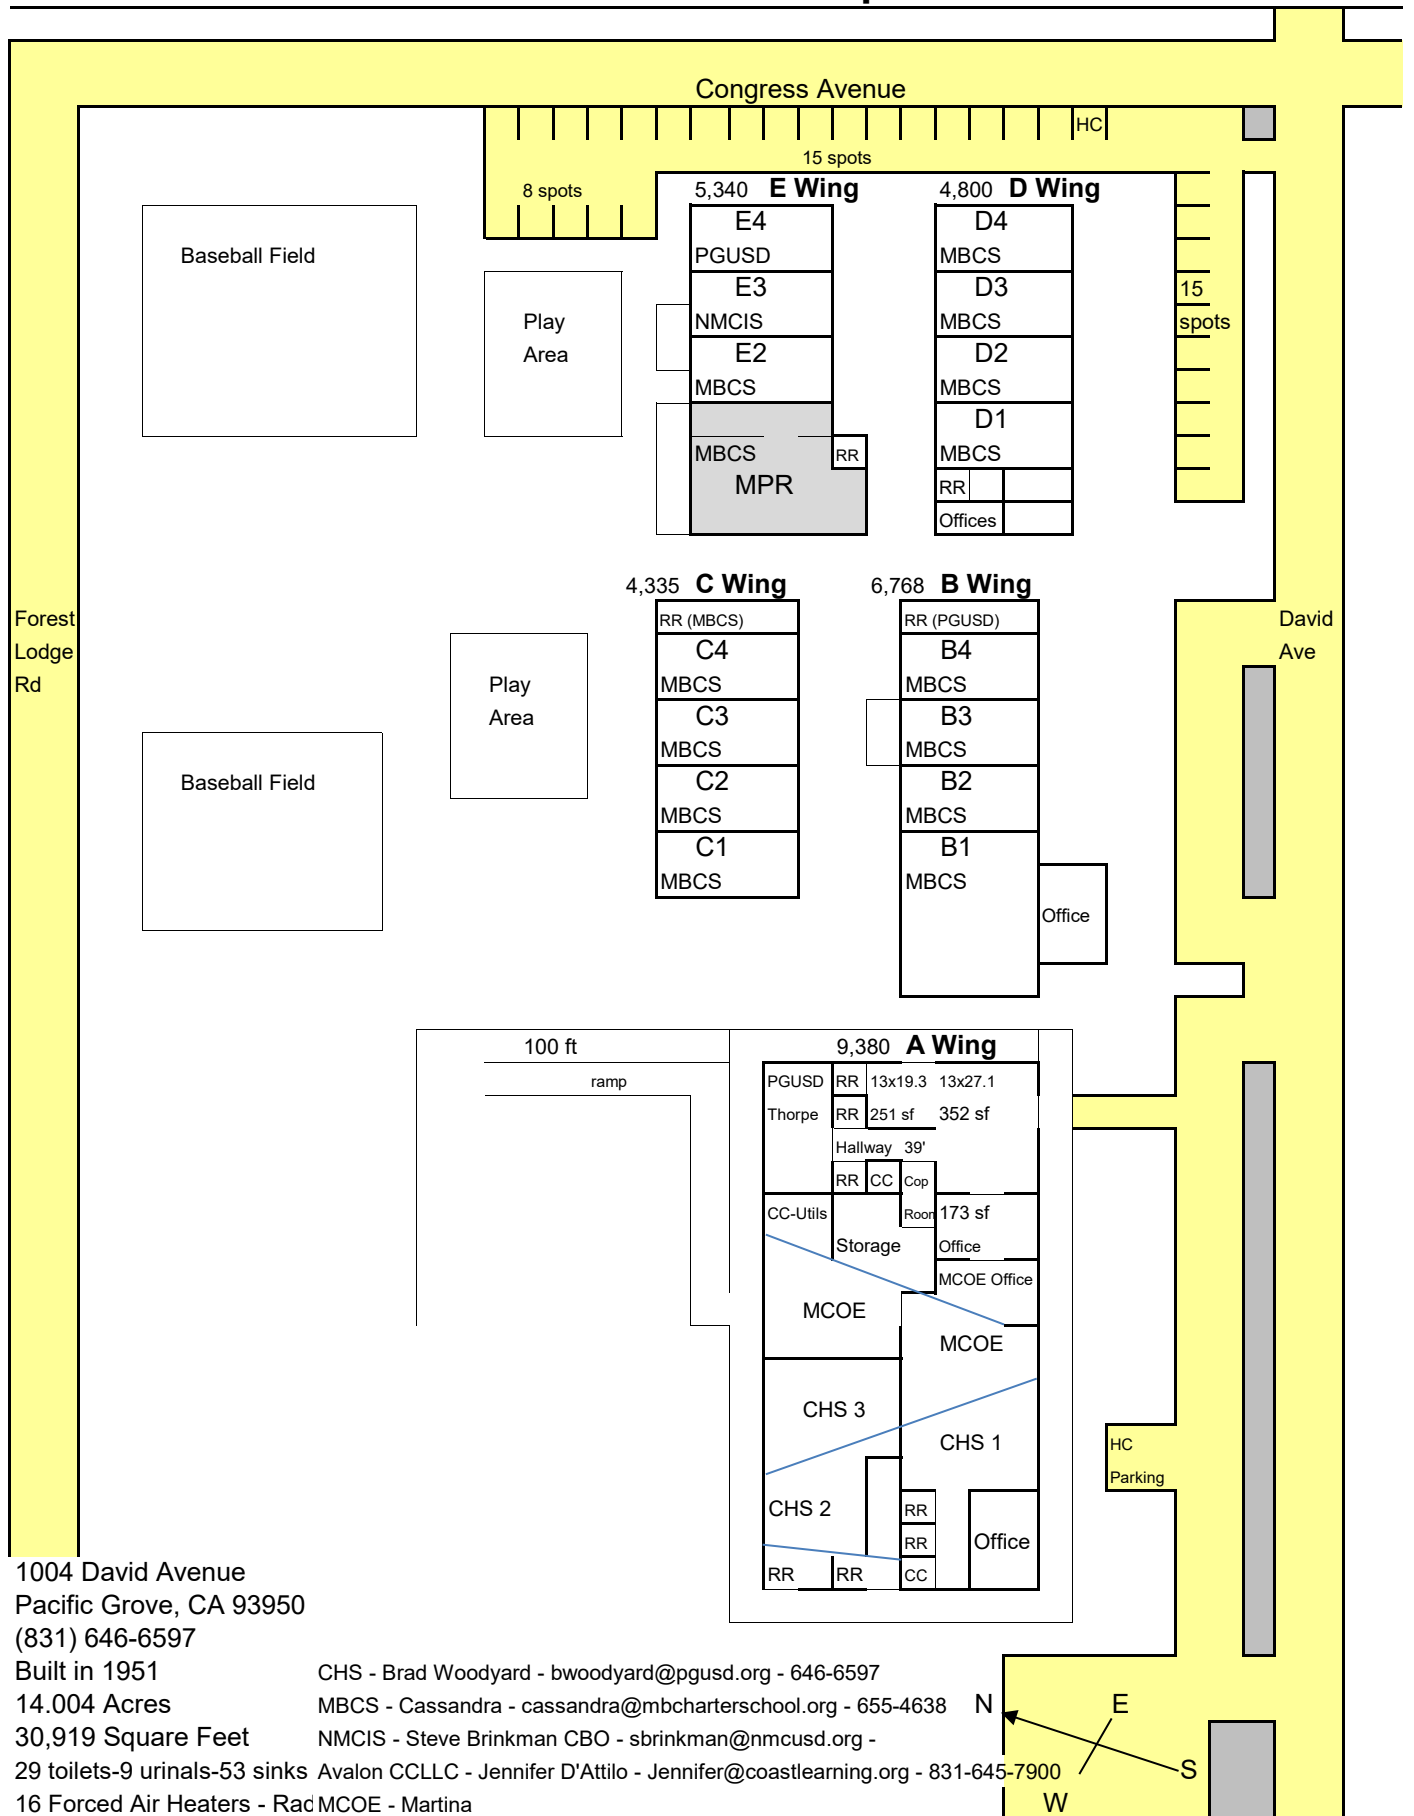 Congress Avenue
HC
15 spots
8 spots
5,340 E Wing
4,800 D Wing
E4
PGUSD
E3
NMCIS
E2
MBCS
MBCS
RR
MPR
D4
MBCS
D3
MBCS
D2
MBCS
D1
MBCS
RR
Offices
15
spots
Baseball Field
Play
Area
4,335 C Wing
6,768 B Wing
RR (MBCS)
C4
MBCS
C3
MBCS
C2
MBCS
C1
MBCS
RR (PGUSD)
B4
MBCS
B3
MBCS
B2
MBCS
B1
MBCS
Office
Forest
Lodge
Rd
David
Ave
Play
Area
Baseball Field
100 ft
ramp
9,380 A Wing
PGUSD RR 13x19.3 13x27.1
Thorpe RR 251 sf 352 sf
Hallway 39'
RR CC Cop
CC-Utils Room 173 sf
Storage Office
MCOE Office
MCOE
MCOE
CHS 3
CHS 1
HC
Parking
CHS 2
RR
RR
Office
RR RR CC
1004 David Avenue
Pacific Grove, CA 93950
(831) 646-6597
Built in 1951
CHS - Brad Woodyard - bwoodyard@pgusd.org - 646-6597
14.004 Acres
MBCS - Cassandra - cassandra@mbcharterschool.org - 655-4638
N E
30,919 Square Feet
NMCIS - Steve Brinkman CBO - sbrinkman@nmcusd.org -
29 toilets-9 urinals-53 sinks
Avalon CCLLC - Jennifer D'Attilo - Jennifer@coastlearning.org - 831-645-7900
S
16 Forced Air Heaters - Rad
MCOE - Martina
W